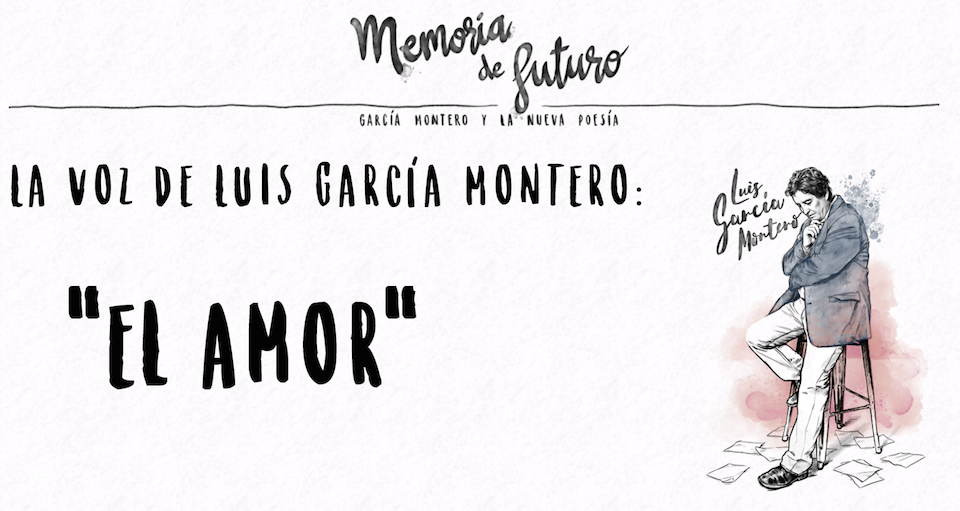 Memoria
de futuro
GARCÍA MONTERO Y LA NUEVA POESÍA
LA VOZ DE LUIS GARCÍA MONTERO:
Luis
García
Montero
"EL AMOR"